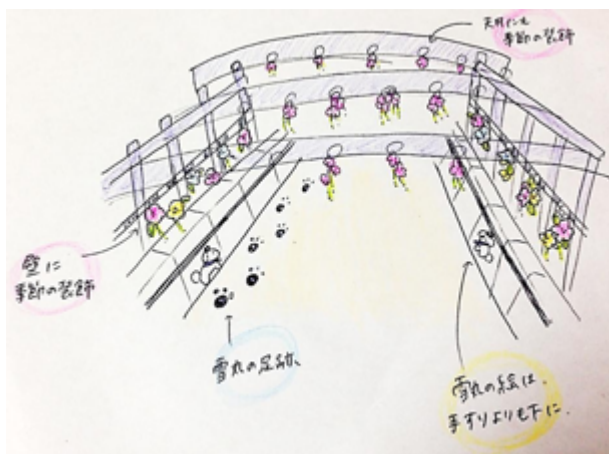 天井にも
季節の装飾
壁に
季節の装飾
雪丸の足跡、
雪丸の絵は、
手すりよりも下に.